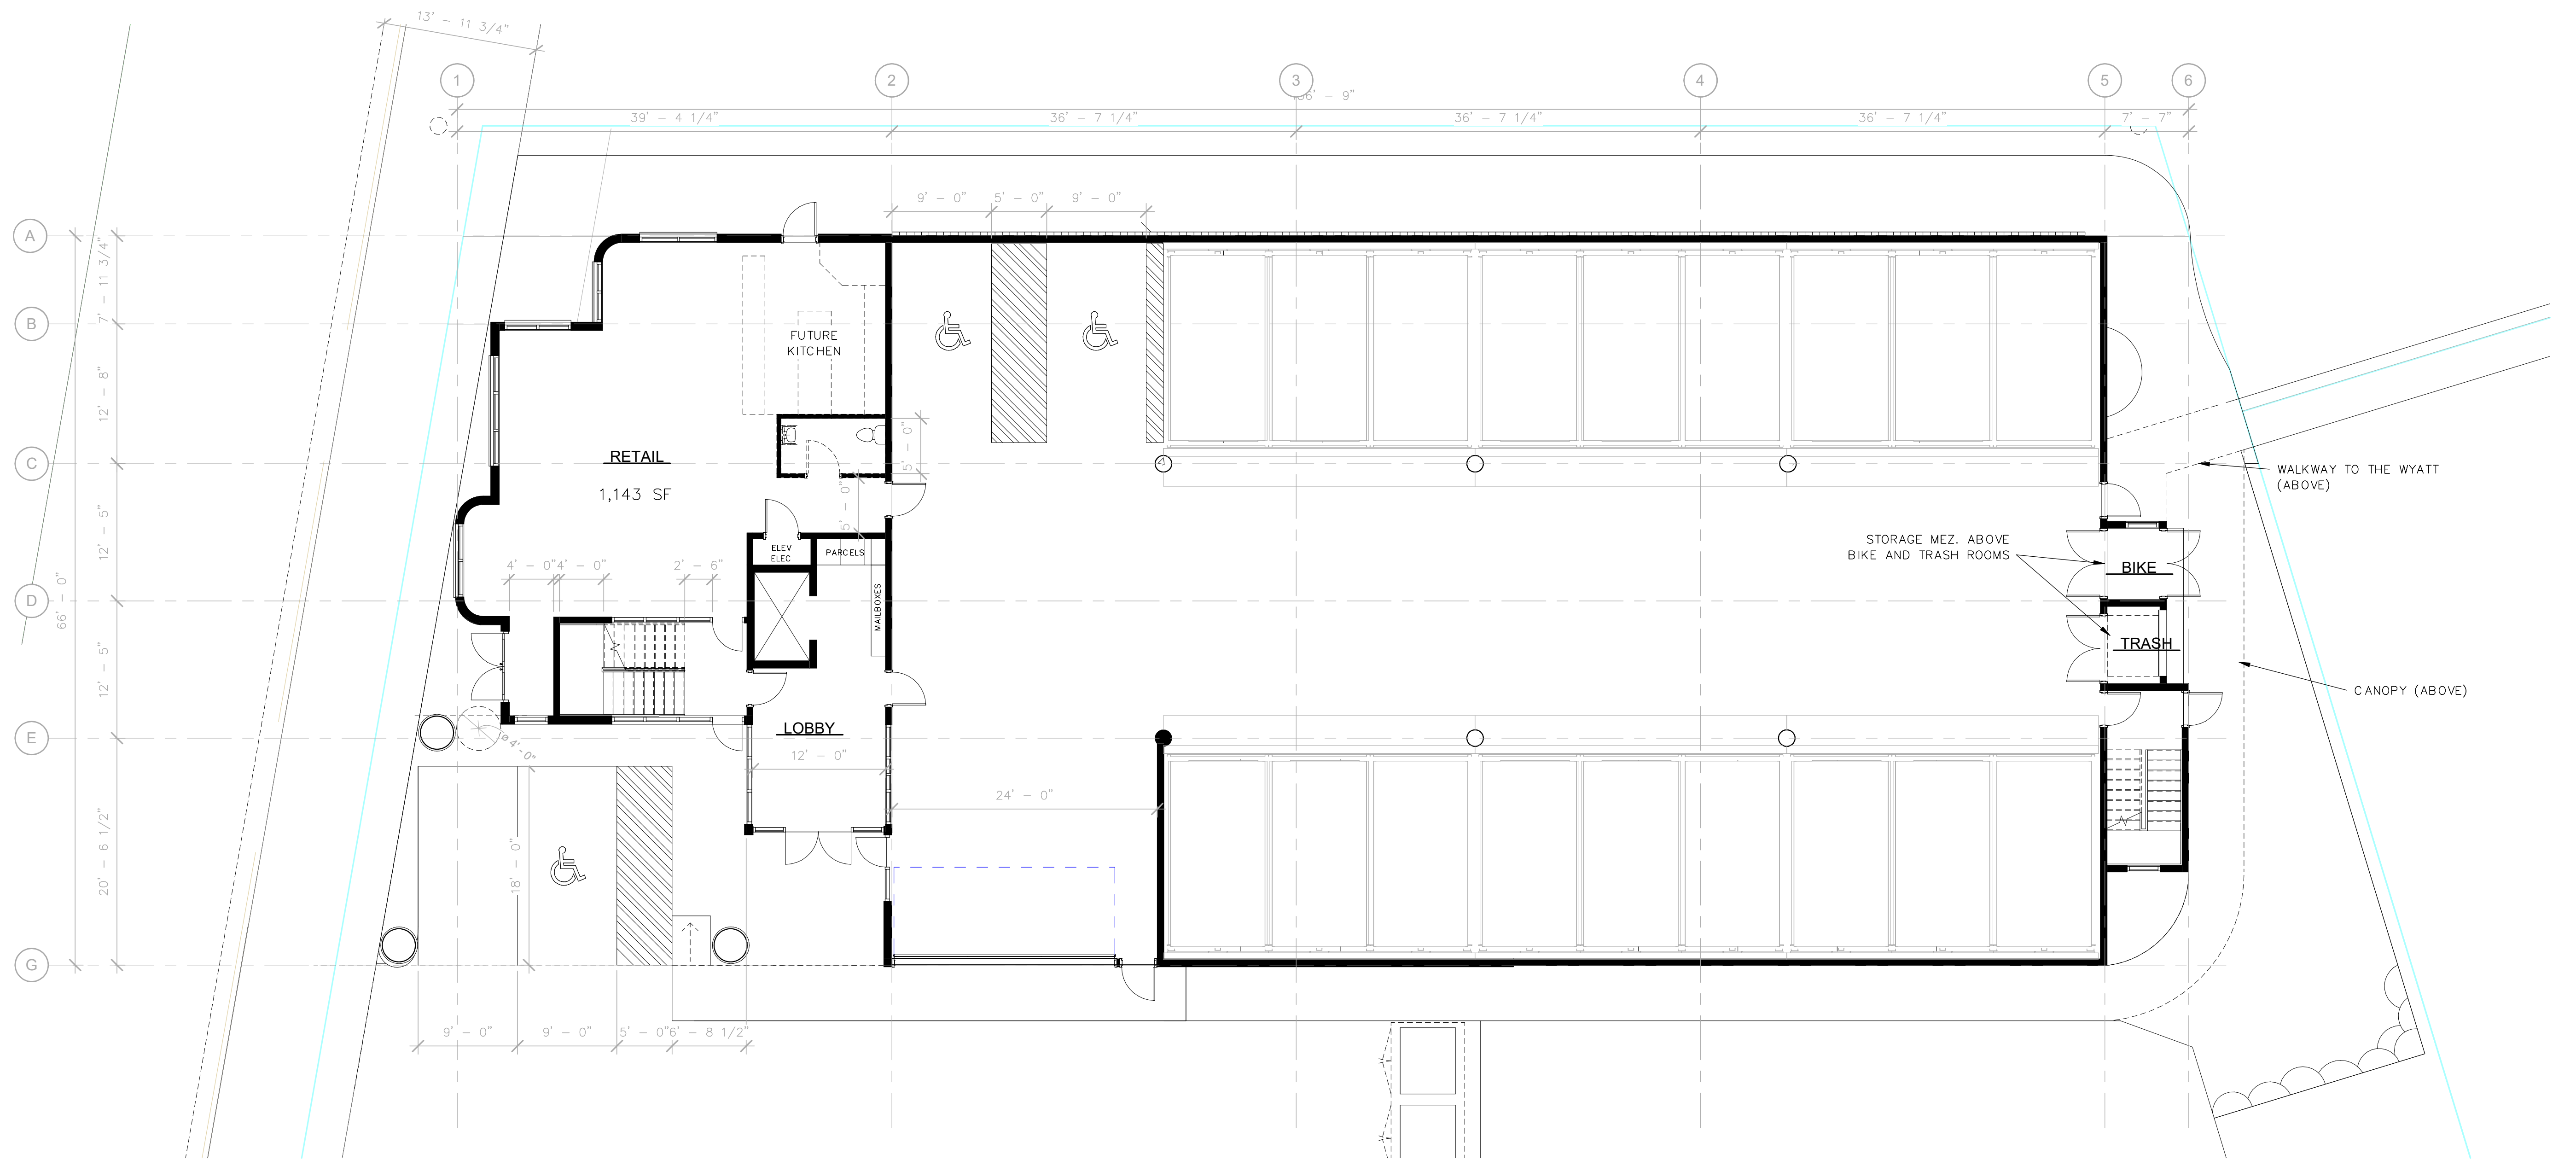 13' - 11 3/4"
1
2
3
4
5
6
36' - 9"
39' - 4 1/4"
36' - 7 1/4"
36' - 7 1/4"
36' - 7 1/4"
7' - 7"
9' - 0"
5' - 0"
9' - 0"
A
B
C
D
E
G
7' - 11 3/4"
12' - 8"
12' - 5"
12' - 5"
20' - 6 1/2"
66' - 0"
FUTURE
KITCHEN
RETAIL
1,143 SF
5' - 0"
5' - 0"
ELEV
ELEC
PARCELS
MAILBOXES
4' - 0"
4' - 0"
2' - 6"
LOBBY
12' - 0"
24' - 0"
ø4'-0"
18' - 0"
9' - 0"
9' - 0"
5' - 0"
6' - 8 1/2"
WALKWAY TO THE WYATT
(ABOVE)
STORAGE MEZ. ABOVE
BIKE AND TRASH ROOMS
BIKE
TRASH
CANOPY (ABOVE)